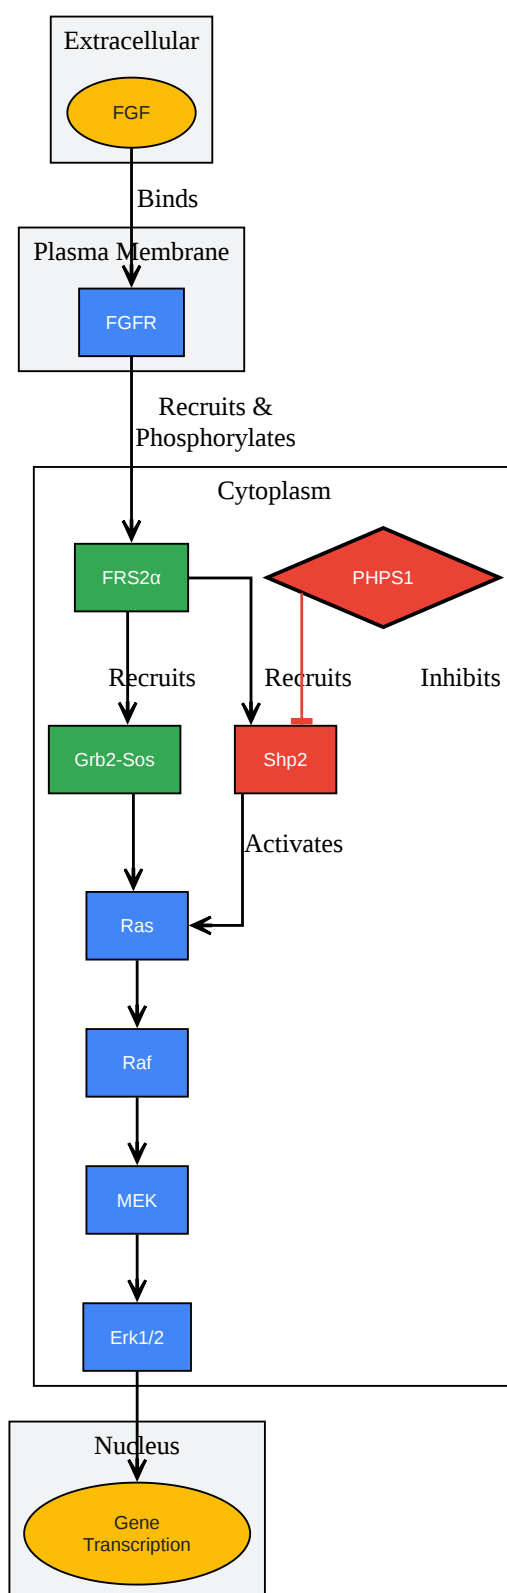 Extracellular
FGF
Binds
Plasma Membrane
FGFR
Recruits &
Phosphorylates
Cytoplasm
FRS2α
PHPS1
Recruits
Recruits
Inhibits
Grb2-Sos
Shp2
Activates
Ras
Raf
MEK
Erk1/2
Nucleus
Gene
Transcription